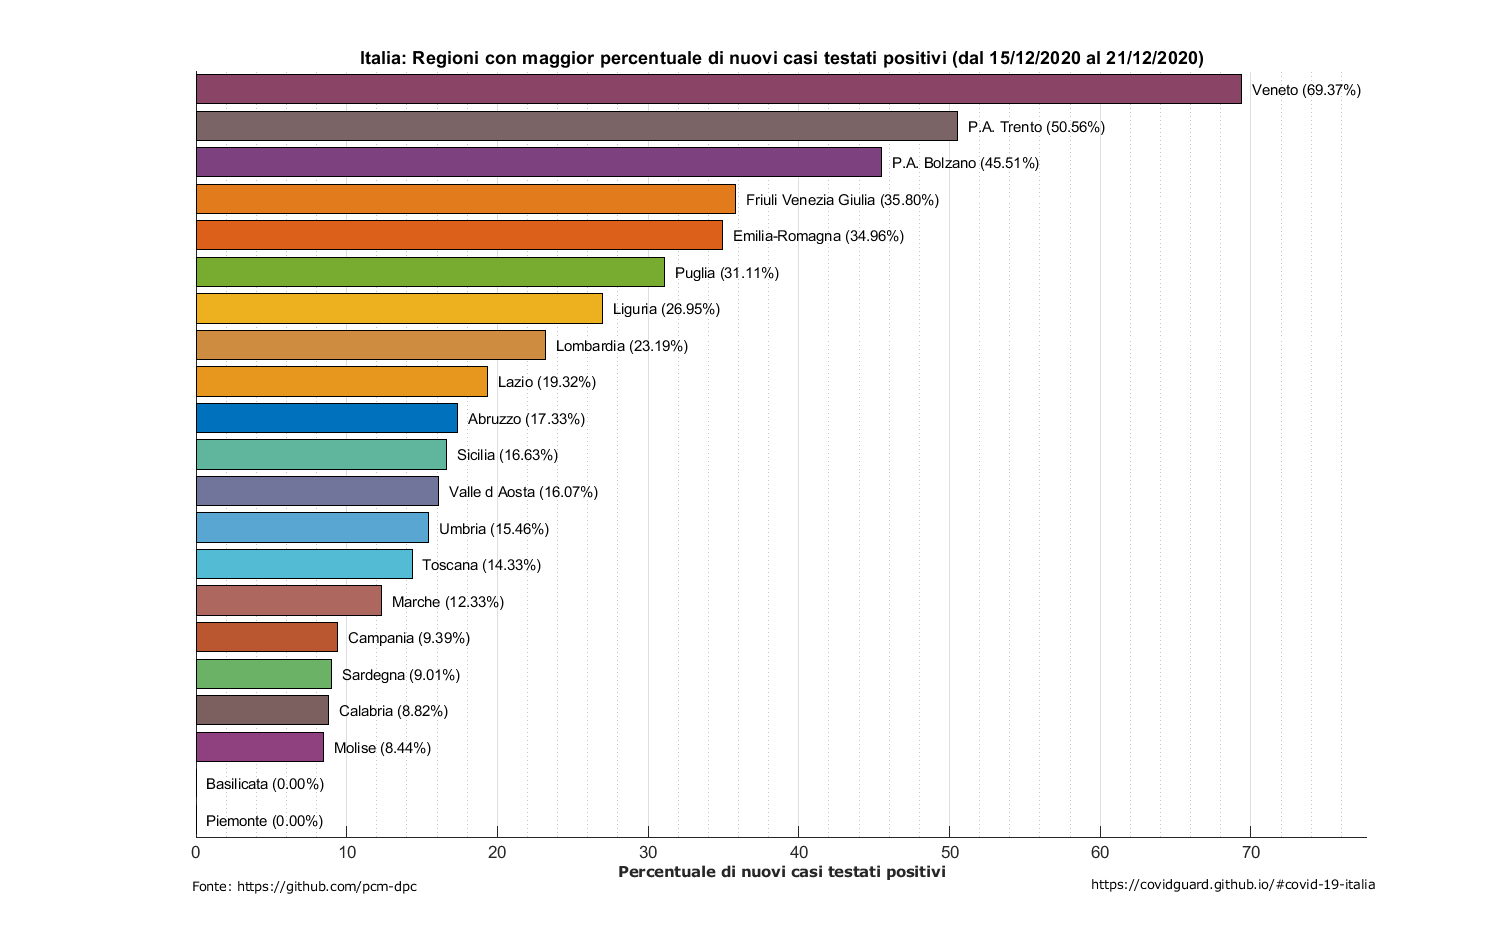 Italia: Regioni con maggior percentuale di nuovi casi testati positivi (dal 15/12/2020 al 21/12/2020)
Veneto (69.37%)
P.A. Trento (50.56%)
P.A. Bolzano (45.51%)
Friuli Venezia Giulia (35.80%)
Emilia-Romagna (34.96%)
Puglia (31.11%)
Liguria (26.95%)
Lombardia (23.19%)
Lazio (19.32%)
Abruzzo (17.33%)
Sicilia (16.63%)
Valle d Aosta (16.07%)
Umbria (15.46%)
Toscana (14.33%)
Marche (12.33%)
Campania (9.39%)
Sardegna (9.01%)
Calabria (8.82%)
Molise (8.44%)
Basilicata (0.00%)
Piemonte (0.00%)
0 10 20 30 40 50 60 70
Percentuale di nuovi casi testati positivi
Fonte: https://github.com/pcm-dpc
https://covidguard.github.io/#covid-19-italia